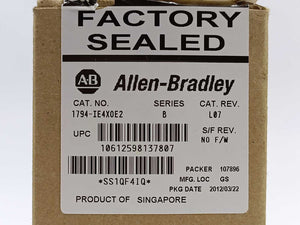 FACTORY
SEALED
AB Allen-Bradley
CAT. NO. SERIES CAT. REV.
1794-IE4XOE2 B L07
UPC S/F REV.
NO F/W
10612598137807
PACKER 107896
MFG. LOC GS
*SS1QF4IQ* PKG DATE 2012/03/22
PRODUCT OF SINGAPORE